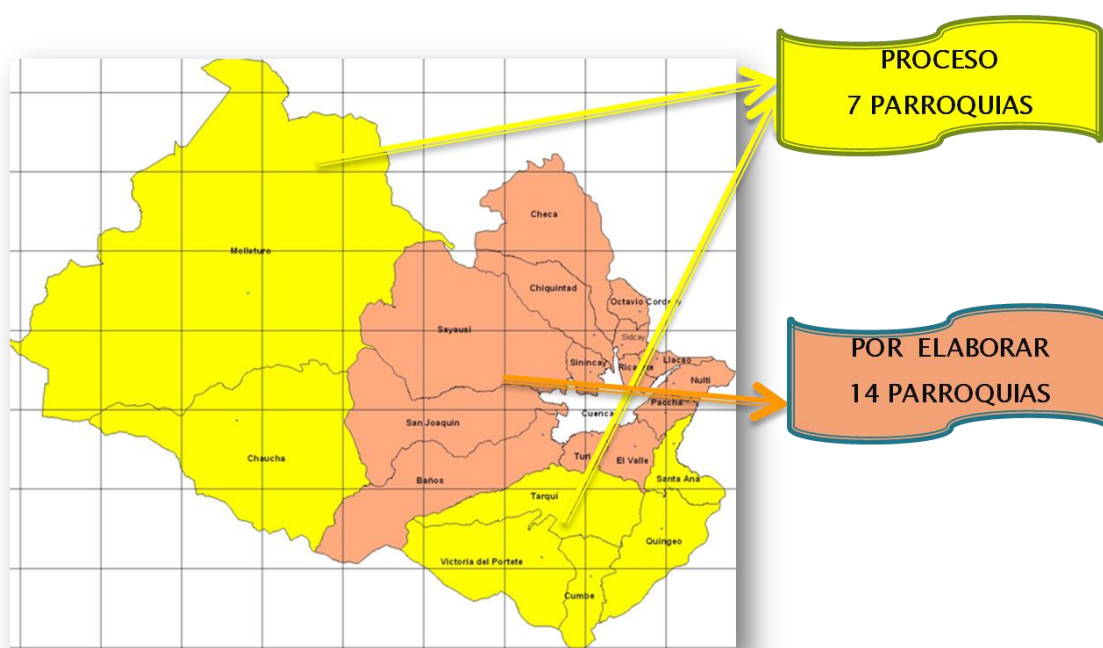 PROCESO
7 PARROQUIAS
Checa
Molleturo
Chiquintad
Octavio Cordero
Sayausi
Sidcay
Sinincay
Ricaurte
Llacao
Nulti
Paccha
Cuenca
San Joaquin
Chaucha
Turi
El Valle
Baños
Santa Ana
Tarqui
Quingeo
Victoria del Portete
Cumbe
POR ELABORAR
14 PARROQUIAS